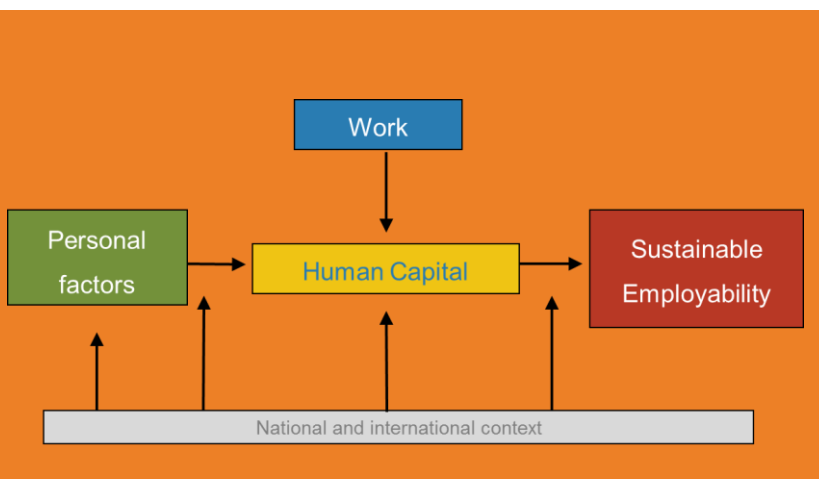 Work
Personal
factors
Human Capital
Sustainable
Employability
National and international context